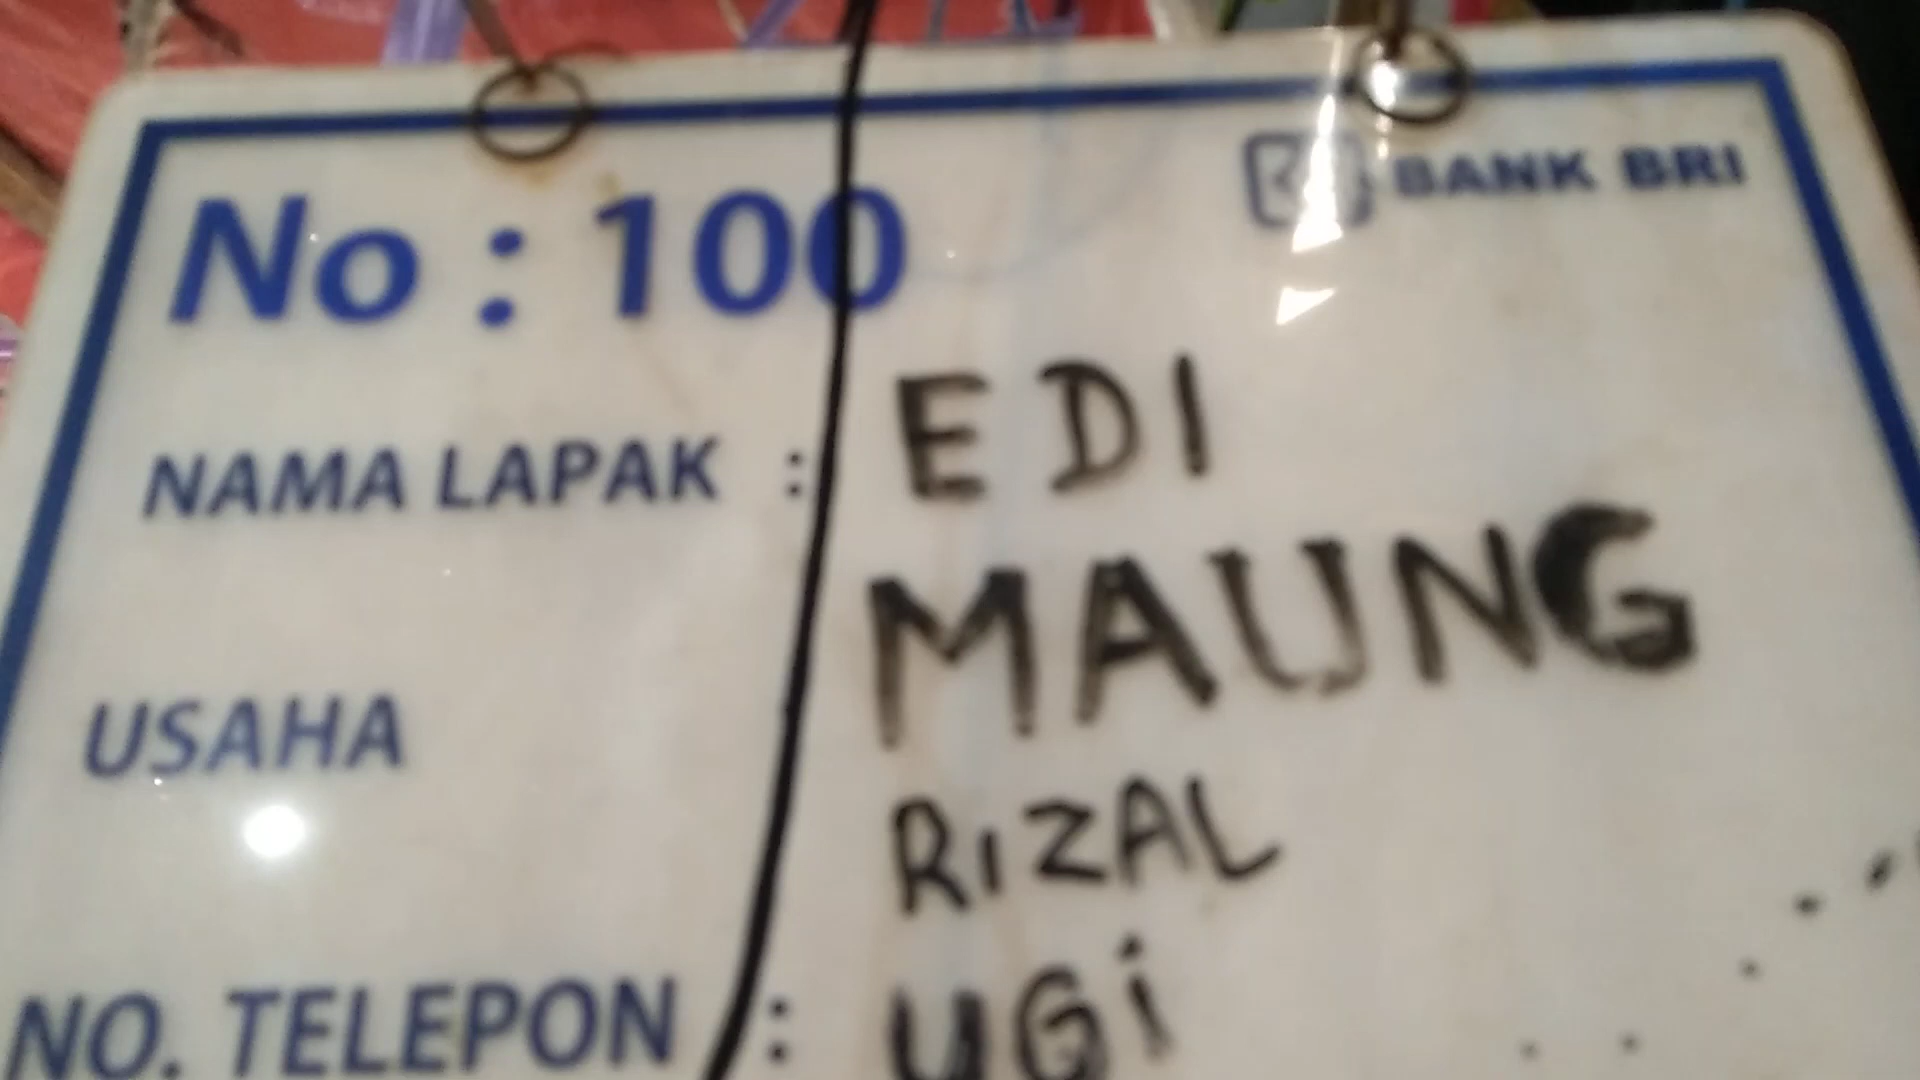 No : 100
BANK BRI
NAMA LAPAK : EDI
MAUNG
USAHA
RIZAL
NO. TELEPON : UGi